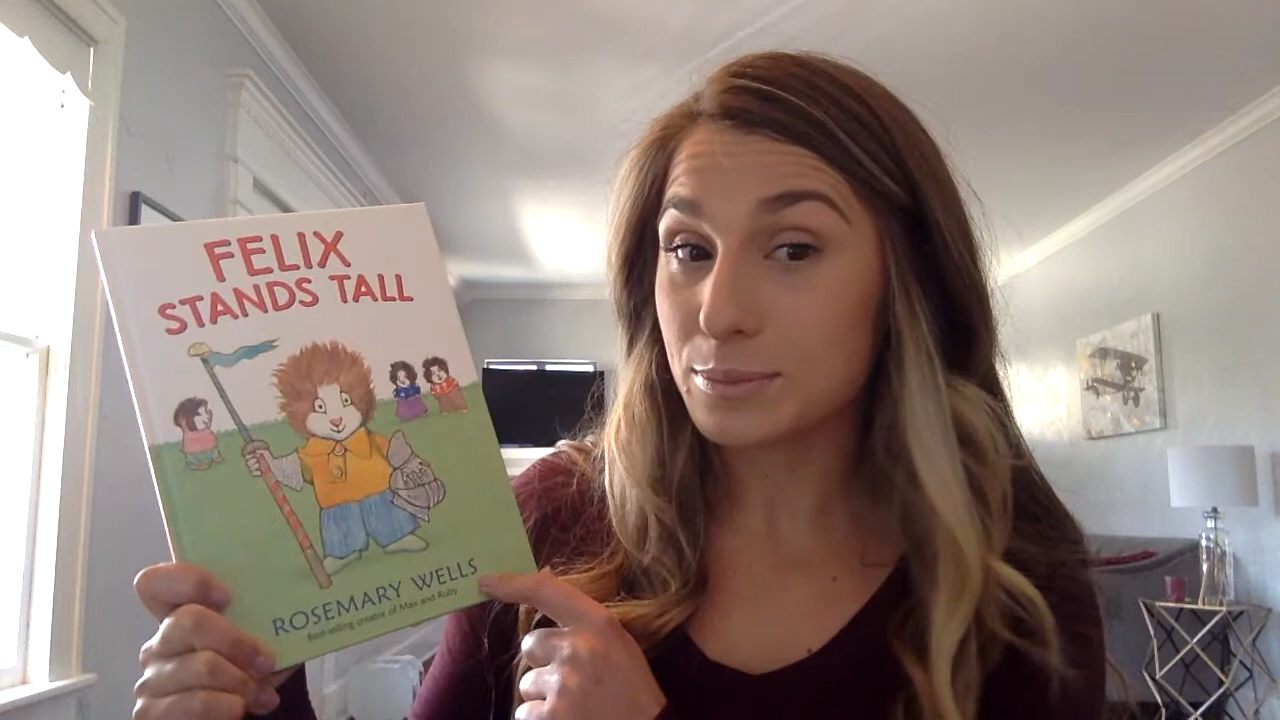 FELIX
STANDS TALL
ROSEMARY WELLS
Best-selling creator of Max and Ruby